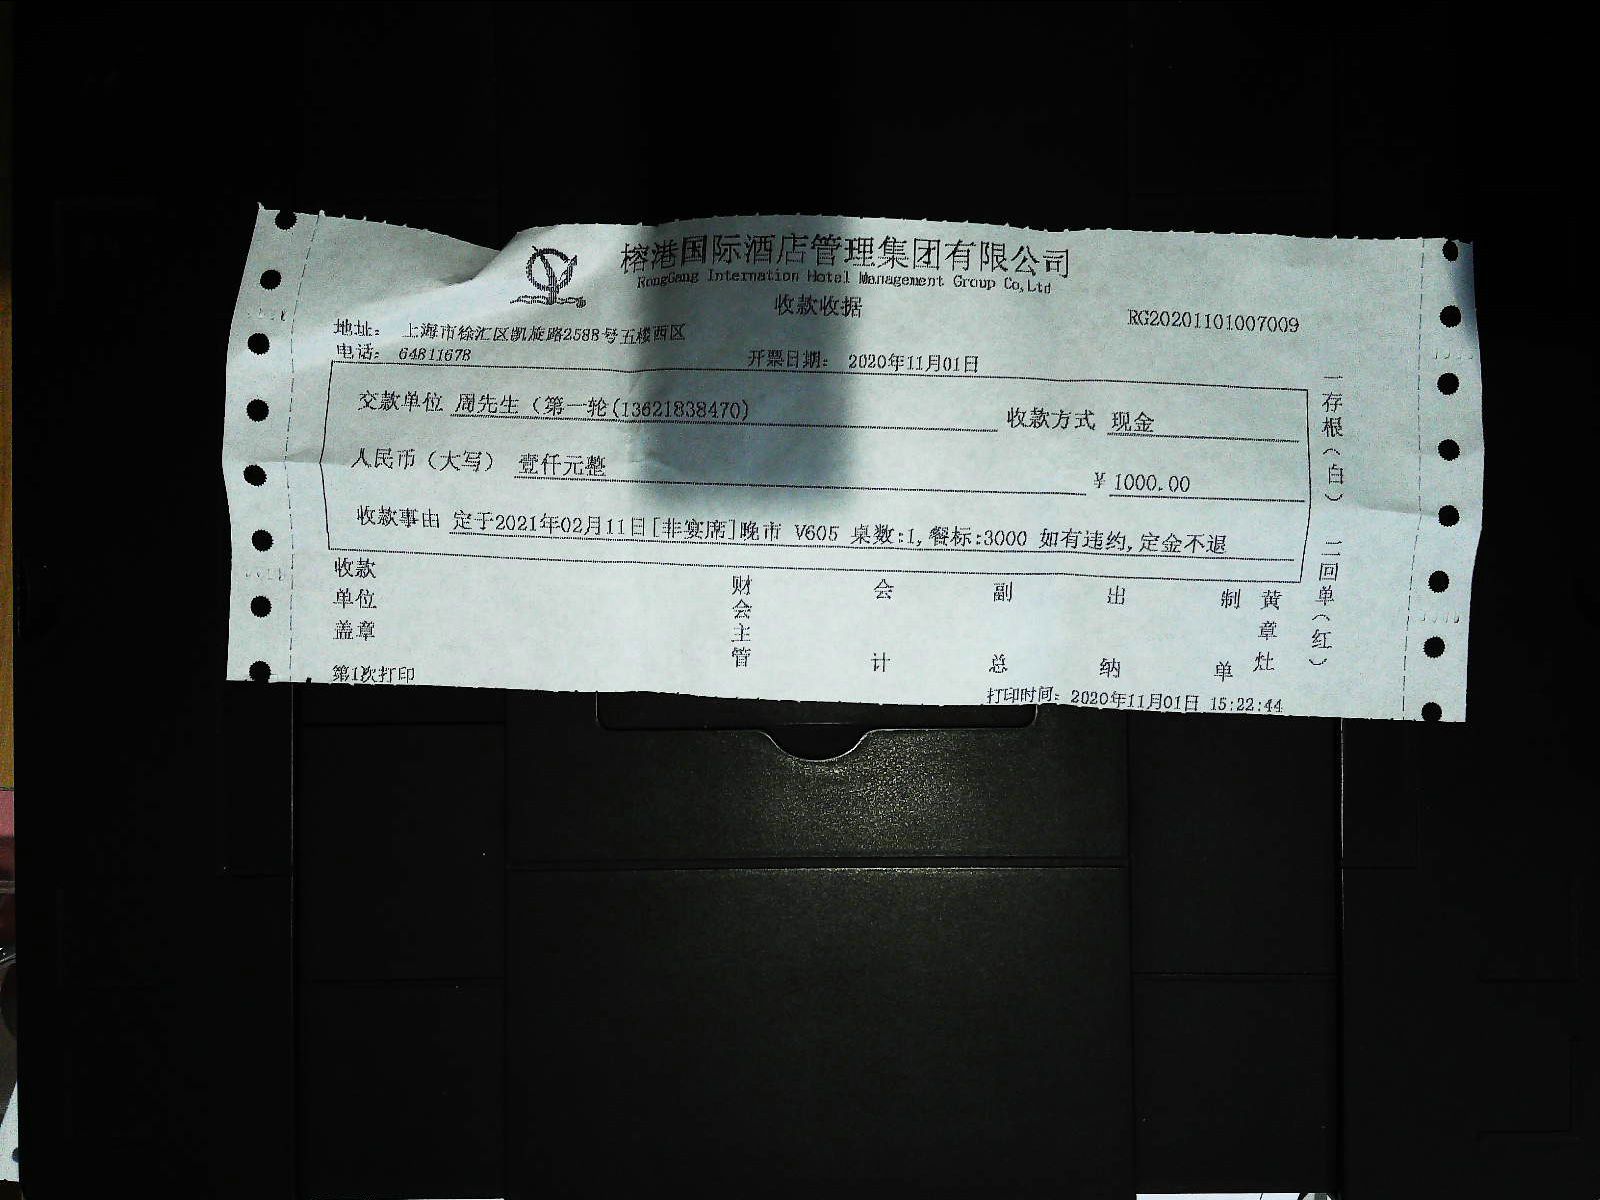 榕港国际酒店管理集团有限公司
RongGang Internation Hotel Management Group Co,Ltd
收款收据
RG20201101007009
地址： 上海市徐汇区凯旋路2588号五楼西区
电话： 64811678
开票日期： 2020年11月01日
交款单位 周先生（第一轮(13621838470) 收款方式 现金
人民币（大写） 壹仟元整 ¥ 1000.00
收款事由 定于2021年02月11日[非宴席]晚市 V605 桌数:1,餐标:3000 如有违约,定金不退
收款单位盖章
财会主管
会计
副总
出纳
制单
黄章灶
一存根（白）
二回单（红）
第1次打印
打印时间： 2020年11月01日 15:22:44